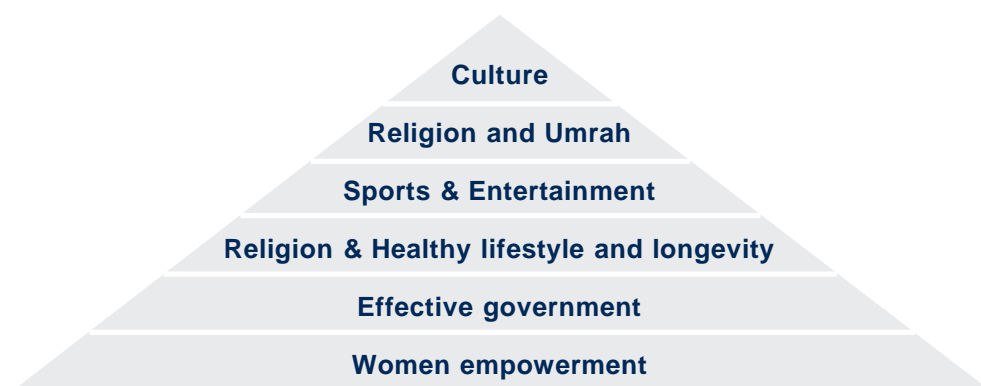 Culture
Religion and Umrah
Sports & Entertainment
Religion & Healthy lifestyle and longevity
Effective government
Women empowerment